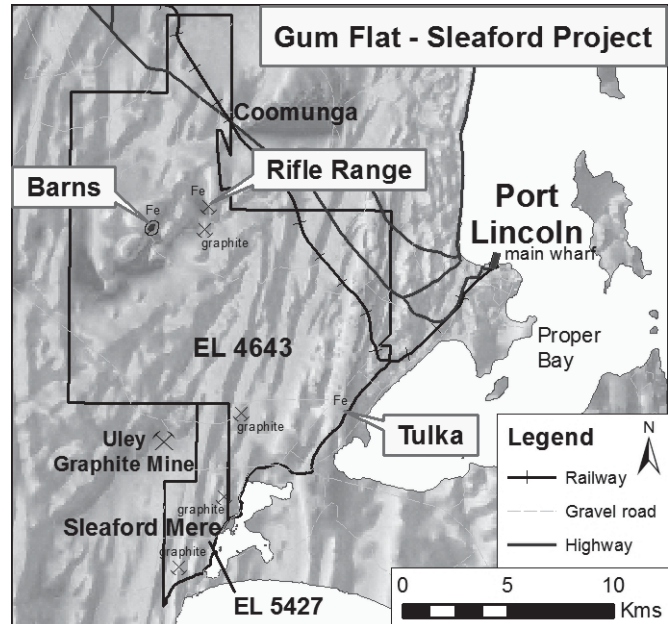 Gum Flat - Sleaford Project
Coomunga
Rifle Range
Barns
Fe
Fe
graphite
Port
Lincoln
main wharf
EL 4643
Proper
Bay
Fe
graphite
Tulka
Uley
Graphite Mine
graphite
Sleaford Mere
graphite
EL 5427
Legend
N
Railway
Gravel road
Highway
0 5 10
Kms